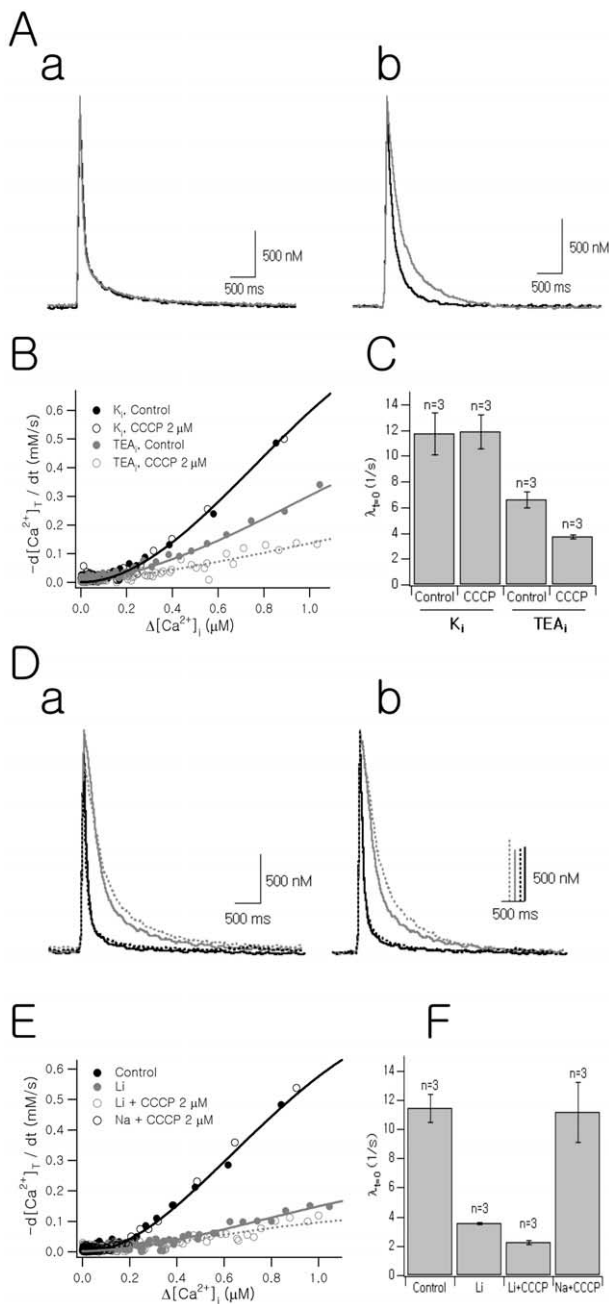 A
a
b
500 nM
500 ms
500 nM
500 ms
B
-d[Ca²⁺]_T / dt (mM/s)
0.6
0.5
0.4
0.3
0.2
0.1
0.0
K_i, Control
K_i, CCCP 2 μM
TEA_i, Control
TEA_i, CCCP 2 μM
0.0 0.2 0.4 0.6 0.8 1.0
Δ[Ca²⁺]_i (μM)
C
λ_t=0 (1/s)
14
12
10
8
6
4
2
0
n=3
n=3
n=3
n=3
Control CCCP Control CCCP
K_i TEA_i
D
a
b
500 nM
500 ms
500 nM
500 ms
E
-d[Ca²⁺]_T / dt (mM/s)
0.6
0.5
0.4
0.3
0.2
0.1
0.0
Control
Li
Li + CCCP 2 μM
Na + CCCP 2 μM
0.0 0.2 0.4 0.6 0.8 1.0
Δ[Ca²⁺]_i (μM)
F
λ_t=0 (1/s)
14
12
10
8
6
4
2
0
n=3
n=3
n=3
n=3
Control Li Li+CCCP Na+CCCP